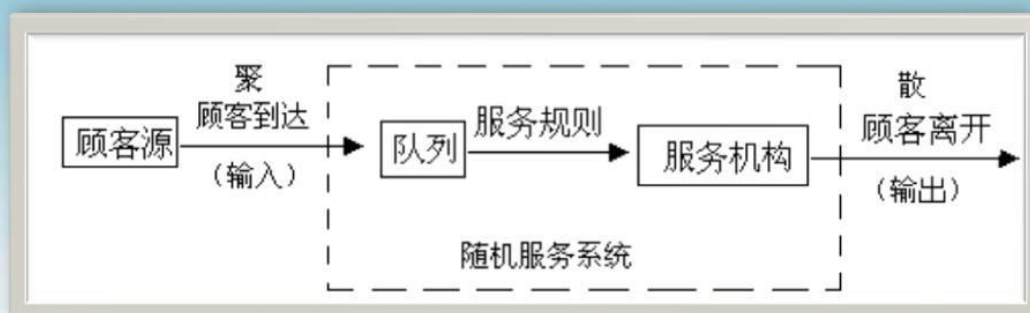 聚
顾客到达
(输入)
顾客源
队列
服务规则
服务机构
散
顾客离开
(输出)
随机服务系统